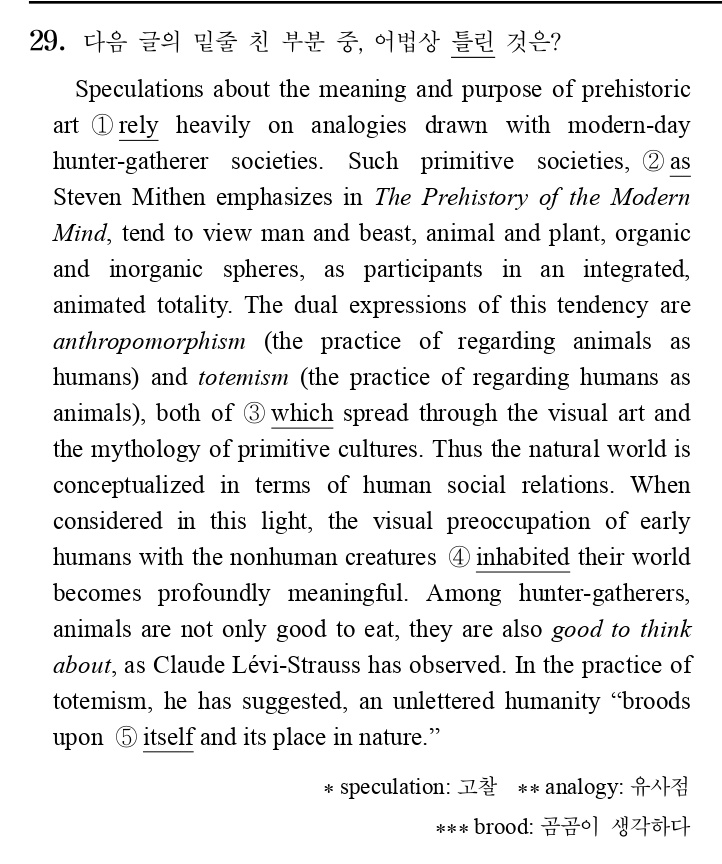 29. 다음 글의 밑줄 친 부분 중, 어법상 틀린 것은?
Speculations about the meaning and purpose of prehistoric
art ① rely heavily on analogies drawn with modern-day
hunter-gatherer societies. Such primitive societies, ② as
Steven Mithen emphasizes in The Prehistory of the Modern
Mind, tend to view man and beast, animal and plant, organic
and inorganic spheres, as participants in an integrated,
animated totality. The dual expressions of this tendency are
anthropomorphism (the practice of regarding animals as
humans) and totemism (the practice of regarding humans as
animals), both of ③ which spread through the visual art and
the mythology of primitive cultures. Thus the natural world is
conceptualized in terms of human social relations. When
considered in this light, the visual preoccupation of early
humans with the nonhuman creatures ④ inhabited their world
becomes profoundly meaningful. Among hunter-gatherers,
animals are not only good to eat, they are also good to think
about, as Claude Lévi-Strauss has observed. In the practice of
totemism, he has suggested, an unlettered humanity “broods
upon ⑤ itself and its place in nature.”
* speculation: 고찰 ** analogy: 유사점
*** brood: 곰곰이 생각하다